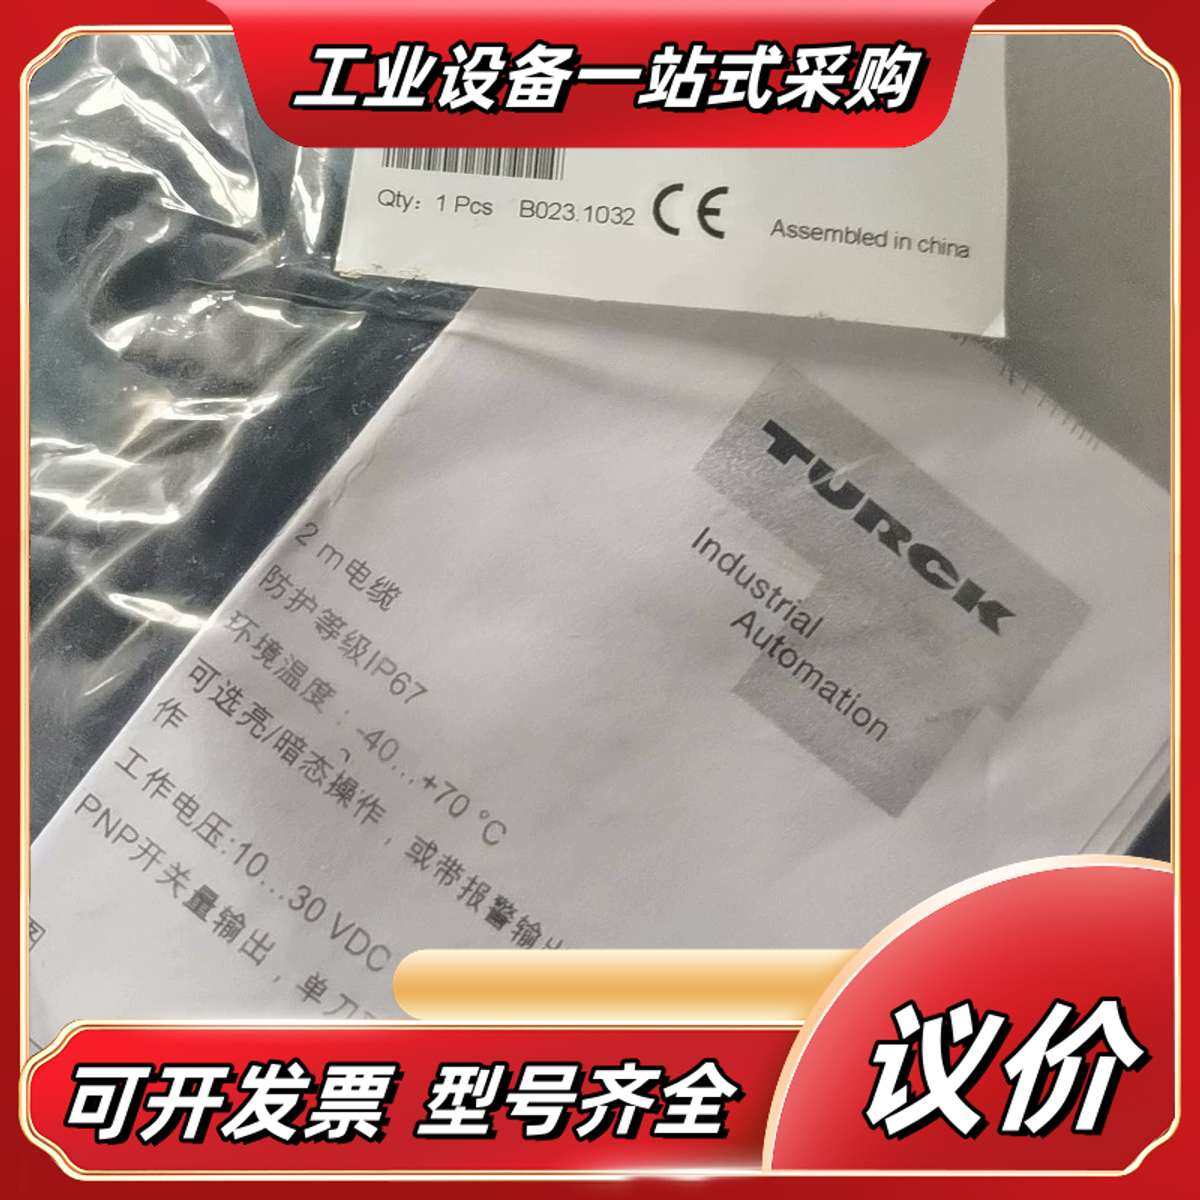 工业设备一站式采购
Qty: 1 Pcs B023.1032 CE Assembled in china
TURCK
Industrial
Automation
2 m电缆
防护等级IP67
环境温度：-40...+70 °C
可选亮/暗态操作，或带报警输出
作
工作电压:10...30 VDC
PNP开关量输出，单刀
图
议价
可开发票 型号齐全